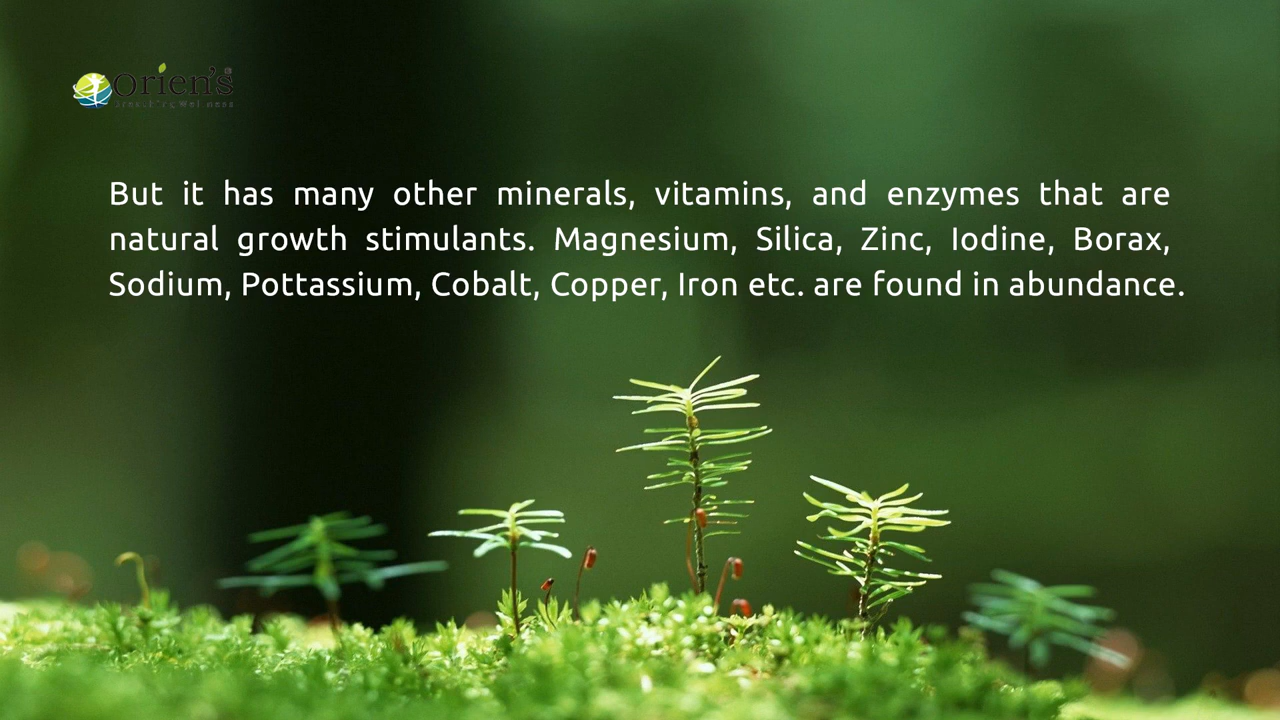 Orien's
But it has many other minerals, vitamins, and enzymes that are
natural growth stimulants. Magnesium, Silica, Zinc, Iodine, Borax,
Sodium, Pottassium, Cobalt, Copper, Iron etc. are found in abundance.